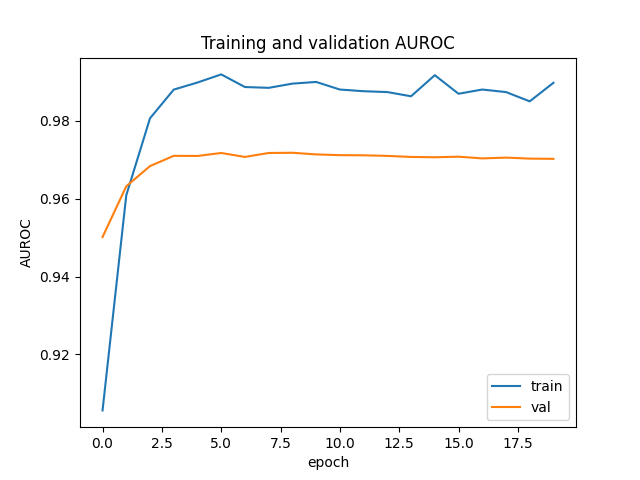 Training and validation AUROC
AUROC
0.98
0.96
0.94
0.92
0.0 2.5 5.0 7.5 10.0 12.5 15.0 17.5
epoch
train
val